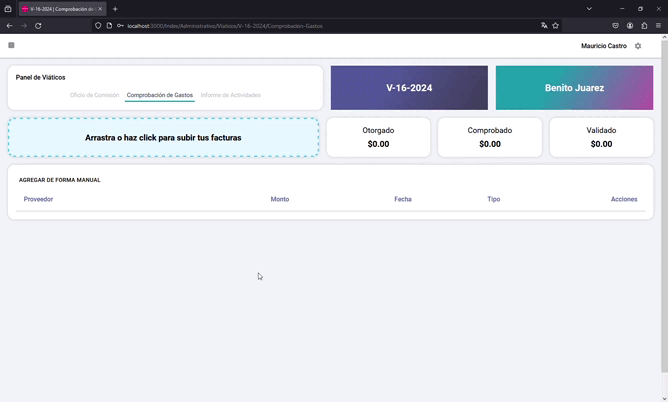 V-16-2024 | Comprobación de
localhost:3000/Index/Administrativo/Viaticos/V-16-2024/Comprobacion-Gastos
Mauricio Castro
Panel de Viáticos
Oficio de Comisión Comprobación de Gastos Informe de Actividades
V-16-2024
Benito Juarez
Arrastra o haz click para subir tus facturas
Otorgado
$0.00
Comprobado
$0.00
Validado
$0.00
AGREGAR DE FORMA MANUAL
Proveedor Monto Fecha Tipo Acciones